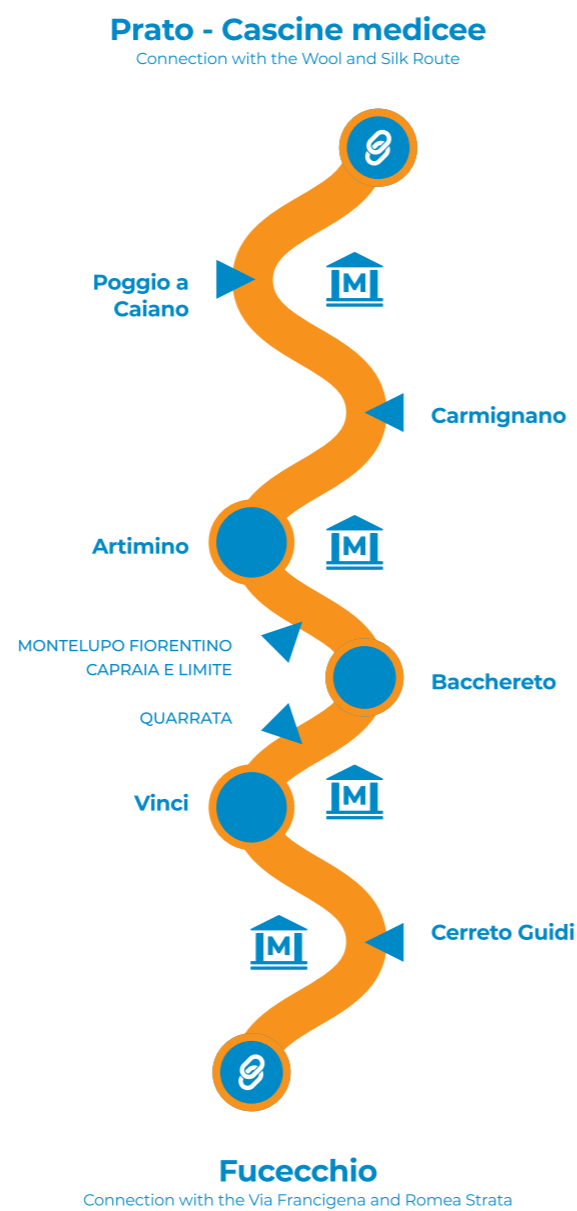 Prato - Cascine medicee
Connection with the Wool and Silk Route
Poggio a
Caiano
M
Carmignano
Artimino
M
MONTELUPO FIORENTINO
CAPRAIA E LIMITE
Bacchereto
QUARRATA
Vinci
M
Cerreto Guidi
M
Fucecchio
Connection with the Via Francigena and Romea Strata